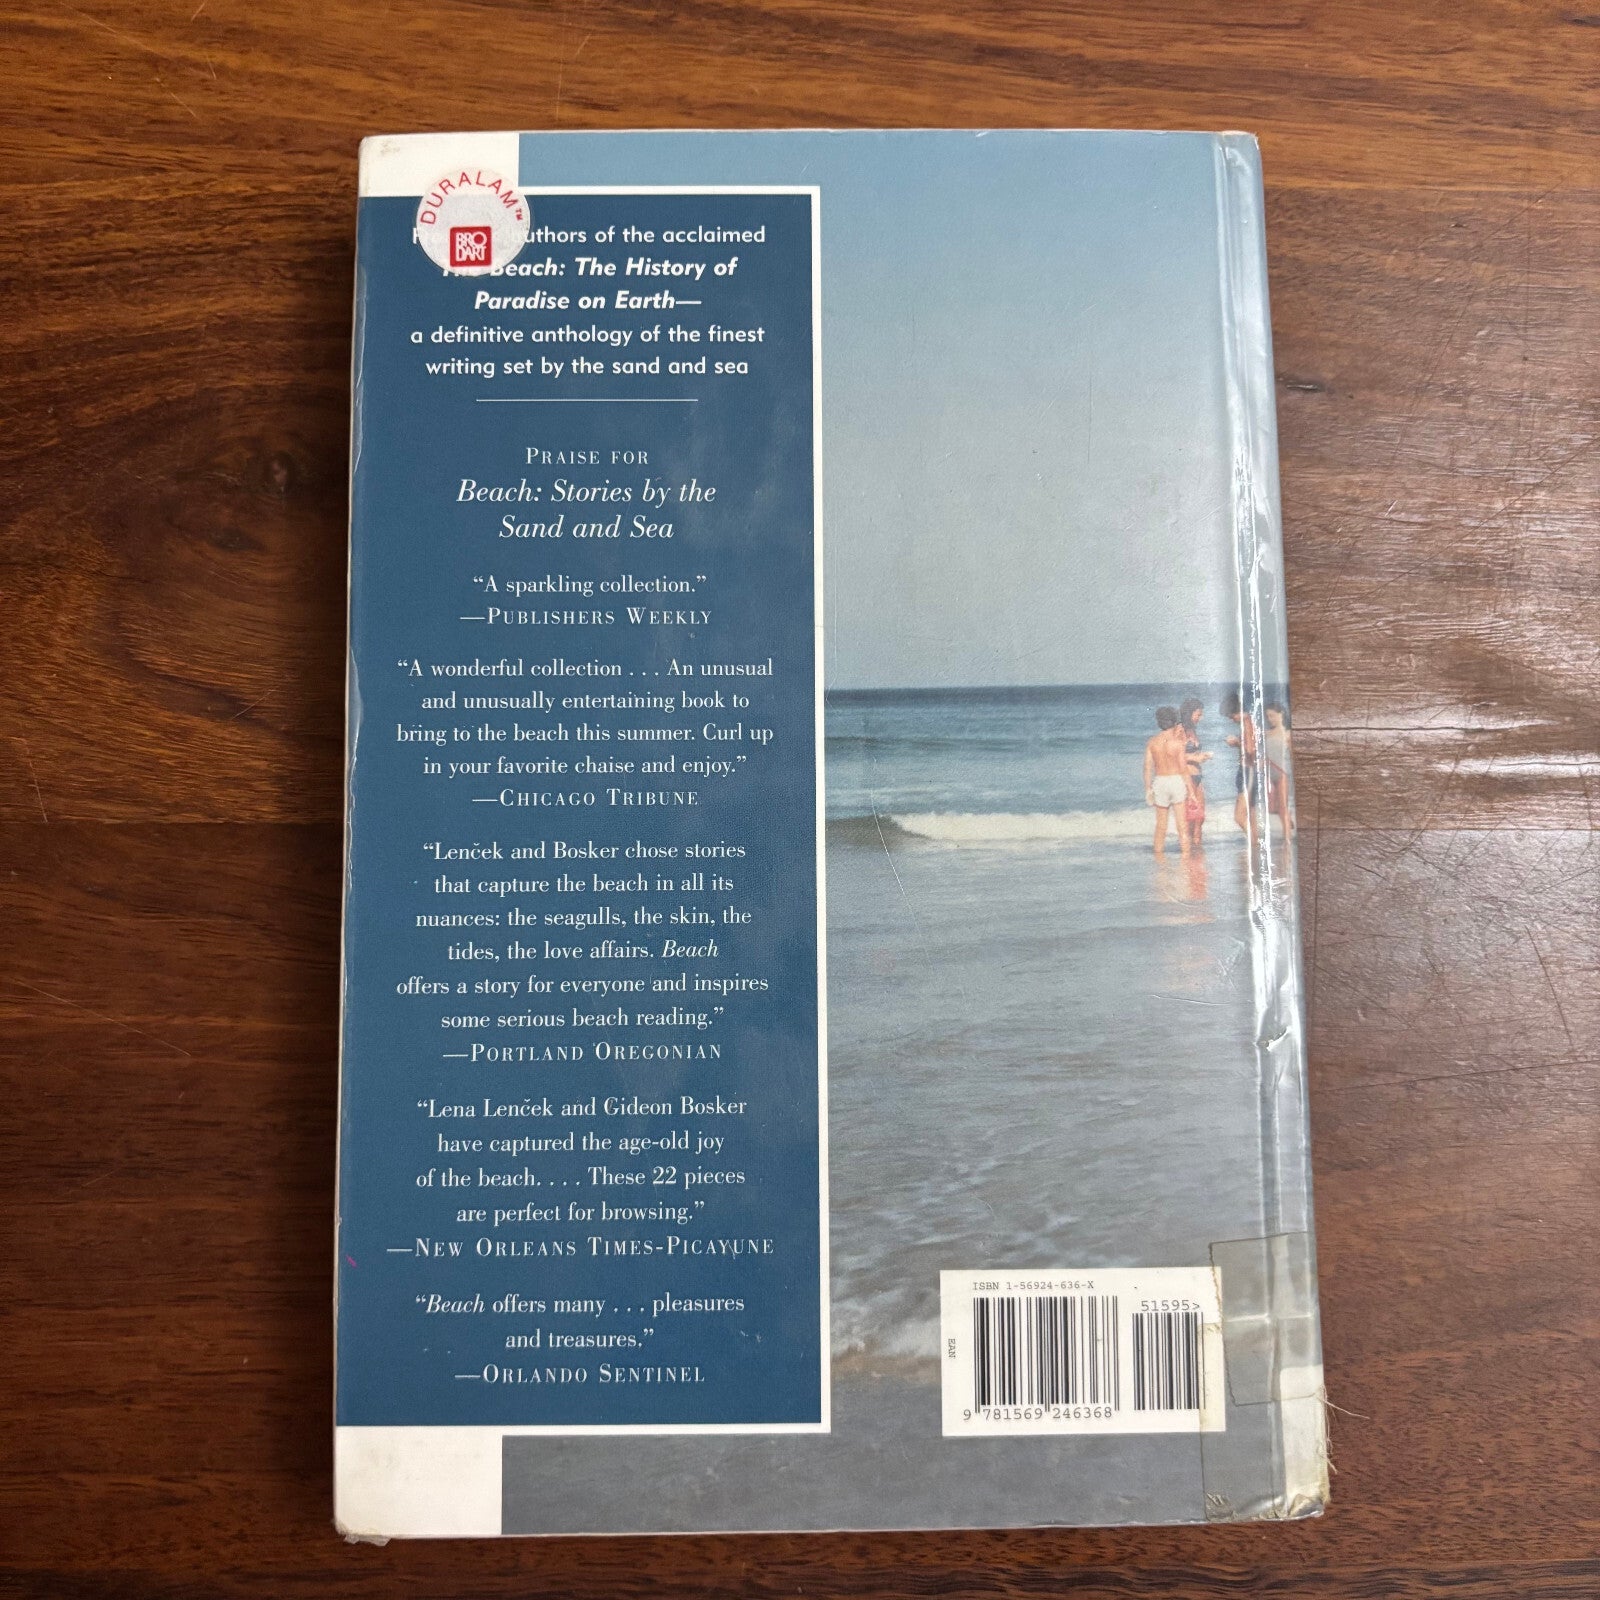 DURALAM™
BRO
DART
authors of the acclaimed
Beach: The History of
Paradise on Earth—
a definitive anthology of the finest
writing set by the sand and sea
PRAISE FOR
Beach: Stories by the
Sand and Sea
“A sparkling collection.”
—PUBLISHERS WEEKLY
“A wonderful collection . . . An unusual
and unusually entertaining book to
bring to the beach this summer. Curl up
in your favorite chaise and enjoy.”
—CHICAGO TRIBUNE
“Lenček and Bosker chose stories
that capture the beach in all its
nuances: the seagulls, the skin, the
tides, the love affairs. Beach
offers a story for everyone and inspires
some serious beach reading.”
—PORTLAND OREGONIAN
“Lena Lenček and Gideon Bosker
have captured the age-old joy
of the beach. . . . These 22 pieces
are perfect for browsing.”
—NEW ORLEANS TIMES-PICAYUNE
“Beach offers many . . . pleasures
and treasures.”
—ORLANDO SENTINEL
ISBN 1-56924-636-X
51595>
EAN
9 781569 246368